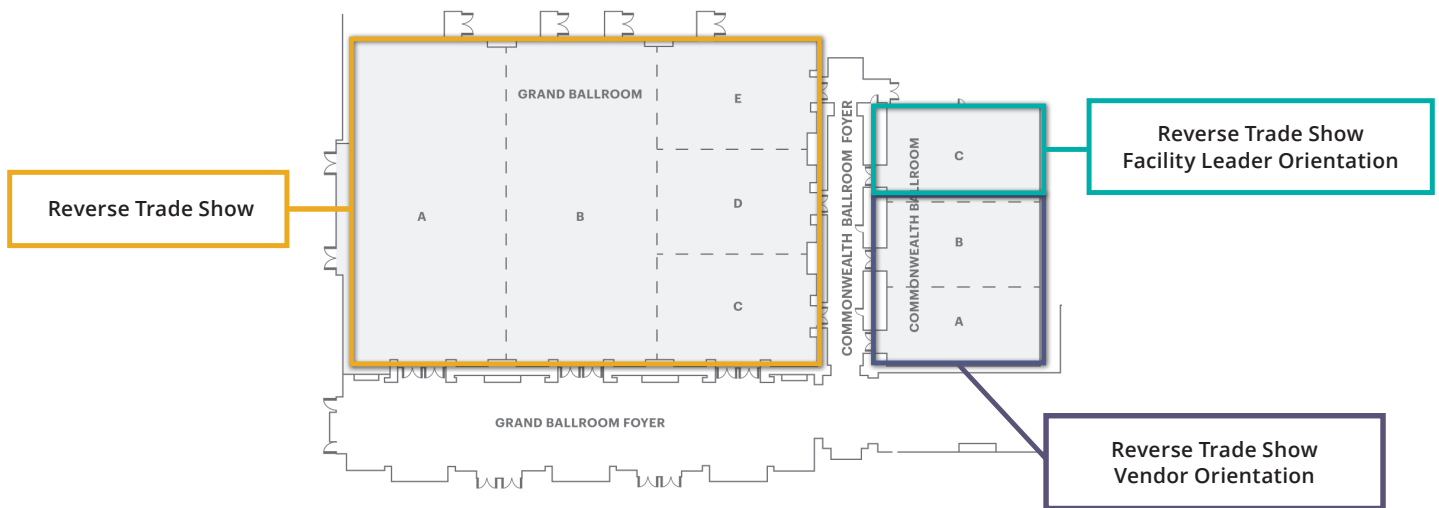 GRAND BALLROOM
E
A
B
D
C
COMMONWEALTH BALLROOM FOYER
COMMONWEALTH BALLROOM
C
B
A
GRAND BALLROOM FOYER
Reverse Trade Show
Reverse Trade Show
Facility Leader Orientation
Reverse Trade Show
Vendor Orientation